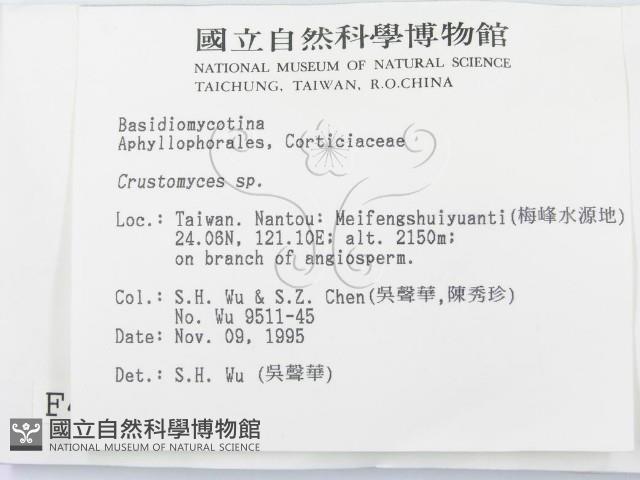 國立自然科學博物館
NATIONAL MUSEUM OF NATURAL SCIENCE
TAICHUNG, TAIWAN, R.O.CHINA
Basidiomycotina
Aphyllophorales, Corticiaceae
Crustomyces sp.
Loc.: Taiwan. Nantou: Meifengshuiyuanti(梅峰水源地)
24.06N, 121.10E; alt. 2150m;
on branch of angiosperm.
Col.: S.H. Wu & S.Z. Chen(吳聲華,陳秀珍)
No. Wu 9511-45
Date: Nov. 09, 1995
Det.: S.H. Wu (吳聲華)
國立自然科學博物館
NATIONAL MUSEUM OF NATURAL SCIENCE